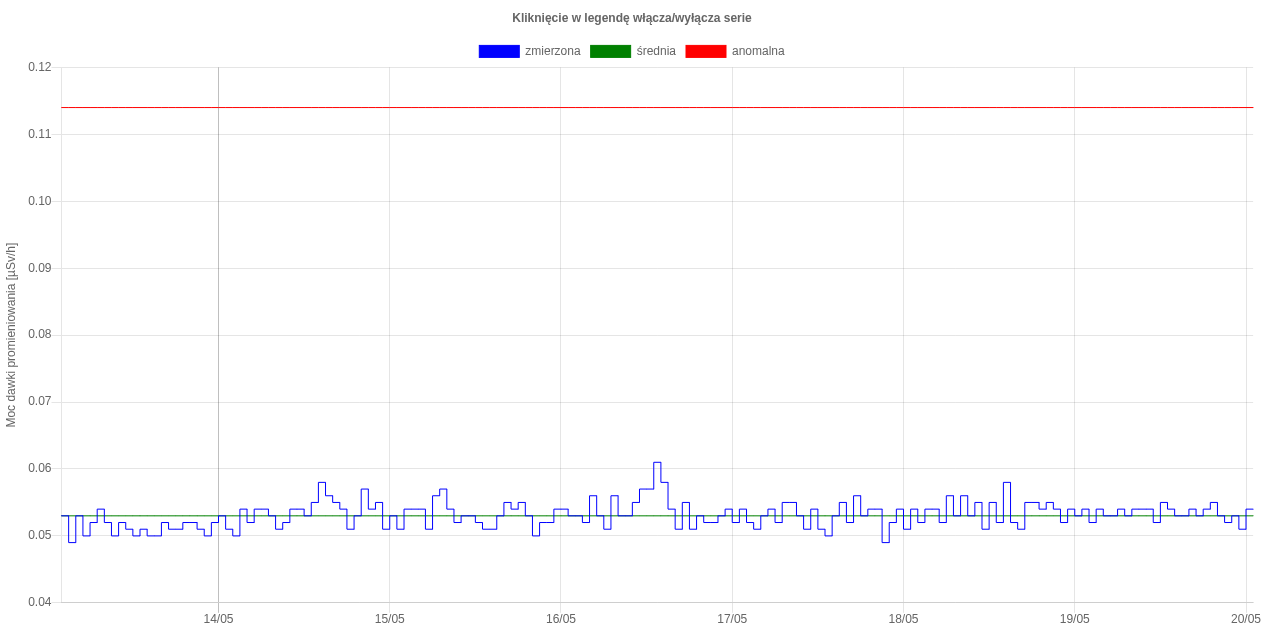 Kliknięcie w legendę włącza/wyłącza serie
zmierzona średnia anomalna
Moc dawki promieniowania [µSv/h]
0.12
0.11
0.10
0.09
0.08
0.07
0.06
0.05
0.04
14/05 15/05 16/05 17/05 18/05 19/05 20/05